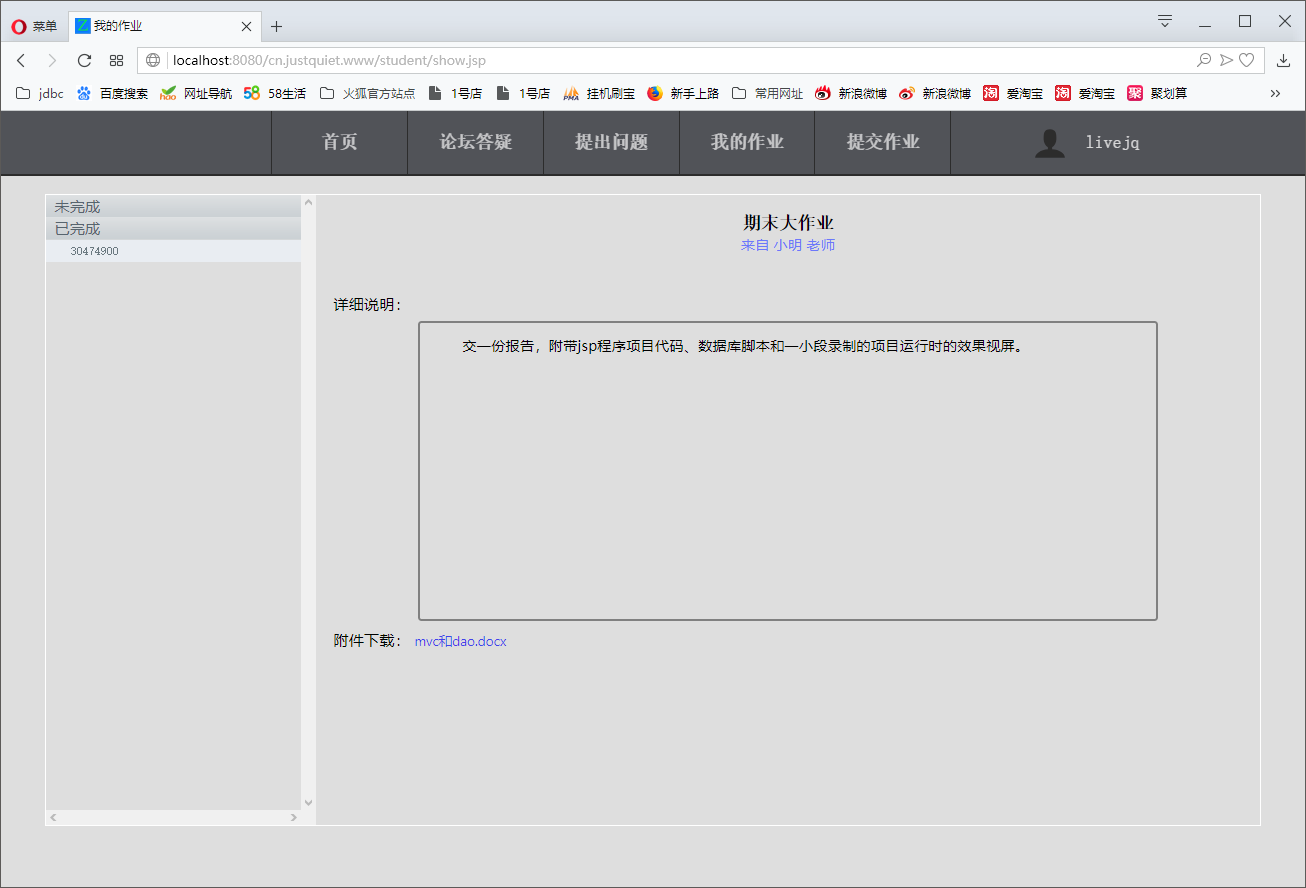 菜单 我的作业
localhost:8080/cn.justquiet.www/student/show.jsp
jdbc 百度搜索 网址导航 58生活 火狐官方站点 1号店 1号店 挂机刷宝 新手上路 常用网址 新浪微博 新浪微博 爱淘宝 爱淘宝 聚划算
首页 论坛答疑 提出问题 我的作业 提交作业 livejq
未完成
已完成
30474900
期末大作业
来自 小明 老师
详细说明：
交一份报告，附带jsp程序项目代码、数据库脚本和一小段录制的项目运行时的效果视屏。
附件下载： mvc和dao.docx